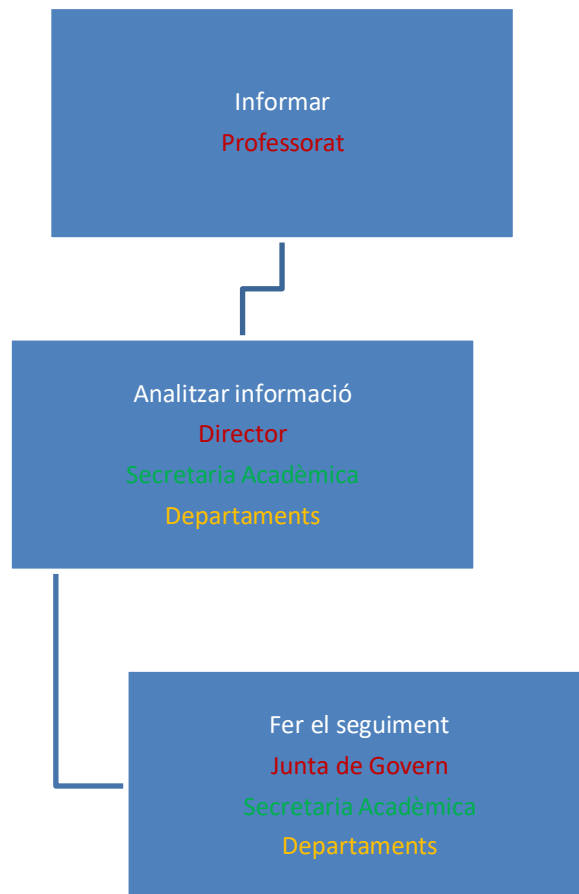 Informar
Professorat
Analitzar informació
Director
Secretaria Acadèmica
Departaments
Fer el seguiment
Junta de Govern
Secretaria Acadèmica
Departaments